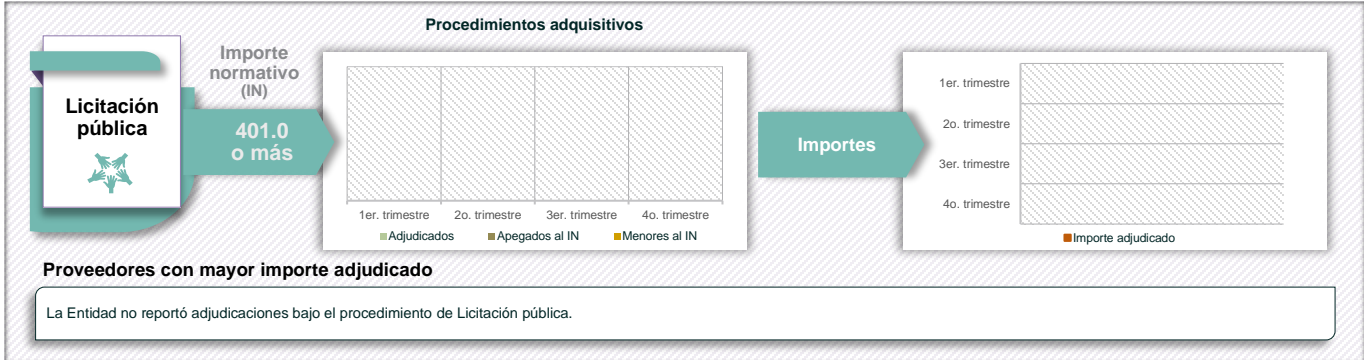 Procedimientos adquisitivos
Licitación
pública
Importe
normativo
(IN)
401.0
o más
1er. trimestre
2o. trimestre
3er. trimestre
4o. trimestre
Adjudicados
Apegados al IN
Menores al IN
Importes
1er. trimestre
2o. trimestre
3er. trimestre
4o. trimestre
Importe adjudicado
Proveedores con mayor importe adjudicado
La Entidad no reportó adjudicaciones bajo el procedimiento de Licitación pública.